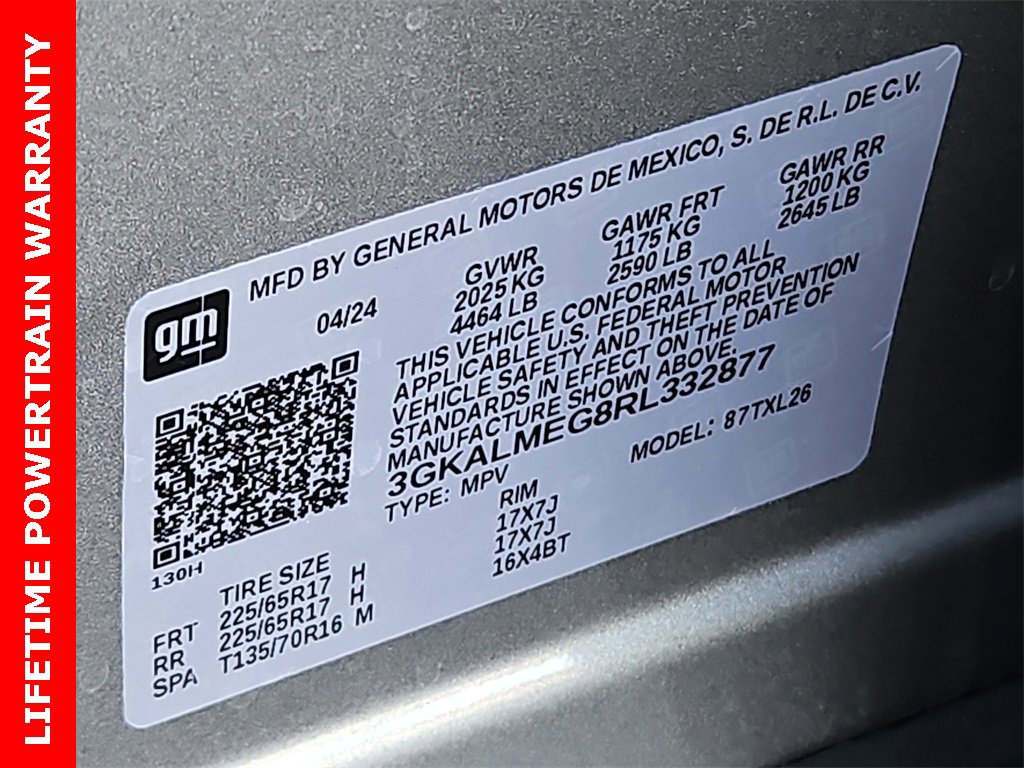 LIFETIME POWERTRAIN WARRANTY
MFD BY GENERAL MOTORS DE MEXICO, S. DE R.L. DE C.V.
gm
04/24
GVWR
2025 KG
4464 LB
GAWR FRT
1175 KG
2590 LB
GAWR RR
1200 KG
2645 LB
THIS VEHICLE CONFORMS TO ALL
APPLICABLE U.S. FEDERAL MOTOR
VEHICLE SAFETY AND THEFT PREVENTION
STANDARDS IN EFFECT ON THE DATE OF
MANUFACTURE SHOWN ABOVE.
3GKALMEG8RL332877
TYPE: MPV
MODEL: 87TXL26
130H
TIRE SIZE RIM
FRT 225/65R17 H 17X7J
RR 225/65R17 H 17X7J
SPA T135/70R16 M 16X4BT